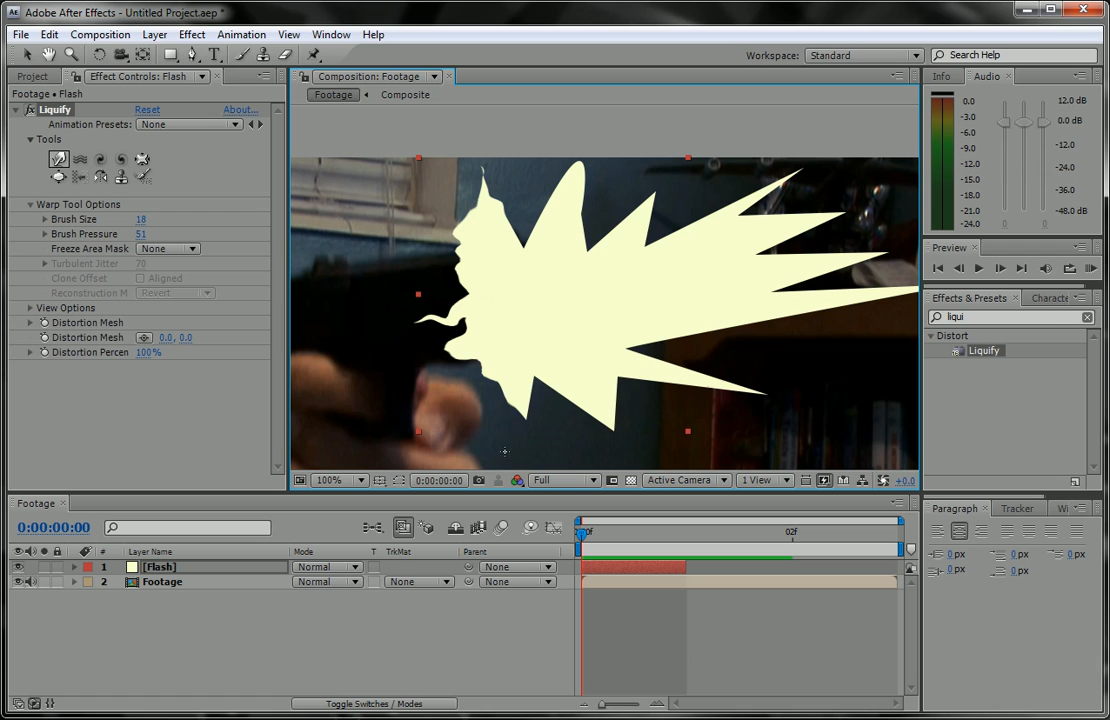 Adobe After Effects - Untitled Project.aep *
File Edit Composition Layer Effect Animation View Window Help
Workspace: Standard Search Help
Project Effect Controls: Flash
Composition: Footage
Info Audio
Footage • Flash
Footage Composite
fx Liquify Reset About...
Animation Presets: None
Tools
Warp Tool Options
Brush Size 18
Brush Pressure 51
Freeze Area Mask None
Turbulent Jitter 70
Clone Offset Aligned
Reconstruction M Revert
View Options
Distortion Mesh
Distortion Mesh 0.0, 0.0
Distortion Percen 100%
0.0 12.0 dB
-3.0 0.0 dB
-6.0
-9.0 -12.0
-12.0
-15.0 -24.0
-18.0 -36.0
-21.0
-24.0 0 0 -48.0 dB
Preview
Effects & Presets Characte
liqui
Distort
Liquify
100% 0:00:00:00 Full Active Camera 1 View +0.0
Footage
0:00:00:00
02f
# Layer Name Mode T TrkMat Parent
1 [Flash] Normal None
2 Footage Normal None None
Toggle Switches / Modes
Paragraph Tracker Wi
0 px 0 px 0 px
0 px 0 px